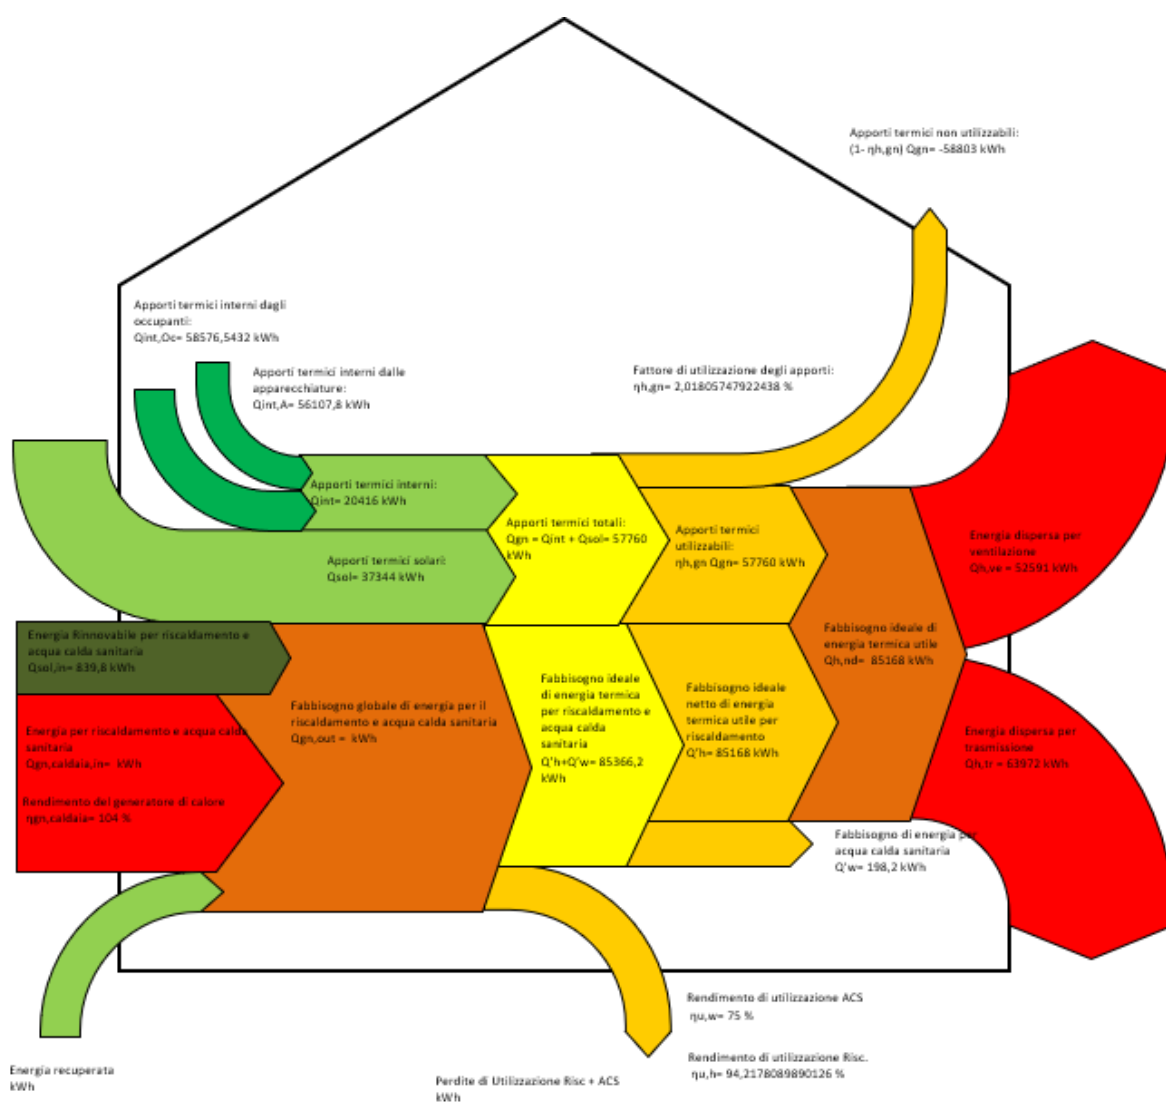 Apporti termici non utilizzabili:
(1- ηh,gn) Qgn= -58803 kWh
Apporti termici interni dagli
occupanti:
Qint,Oc= 58576,5432 kWh
Apporti termici interni dalle
apparecchiature:
Qint,A= 56107,8 kWh
Fattore di utilizzazione degli apporti:
ηh,gn= 2,01805747922438 %
Apporti termici interni:
Qint= 20416 kWh
Apporti termici totali:
Qgn = Qint + Qsol= 57760
kWh
Apporti termici
utilizzabili:
ηh,gn Qgn= 57760 kWh
Energia dispersa per
ventilazione
Qh,ve = 52591 kWh
Apporti termici solari:
Qsol= 37344 kWh
Energia Rinnovabile per riscaldamento e
acqua calda sanitaria
Qsol,in= 839,8 kWh
Fabbisogno ideale di
energia termica utile
Qh,nd= 85168 kWh
Fabbisogno globale di energia per il
riscaldamento e acqua calda sanitaria
Qgn,out = kWh
Fabbisogno ideale
di energia termica
per riscaldamento e
acqua calda
sanitaria
Q'h+Q'w= 85366,2
kWh
Fabbisogno ideale
netto di energia
termica utile per
riscaldamento
Q'h= 85168 kWh
Energia per riscaldamento e acqua calda
sanitaria
Qgn,caldaia,in= kWh
Rendimento del generatore di calore
ηgn,caldaia= 104 %
Energia dispersa per
trasmissione
Qh,tr = 63972 kWh
Fabbisogno di energia per
acqua calda sanitaria
Q'w= 198,2 kWh
Rendimento di utilizzazione ACS
ηu,w= 75 %
Rendimento di utilizzazione Risc.
ηu,h= 94,2178089890126 %
Energia recuperata
kWh
Perdite di Utilizzazione Risc + ACS
kWh